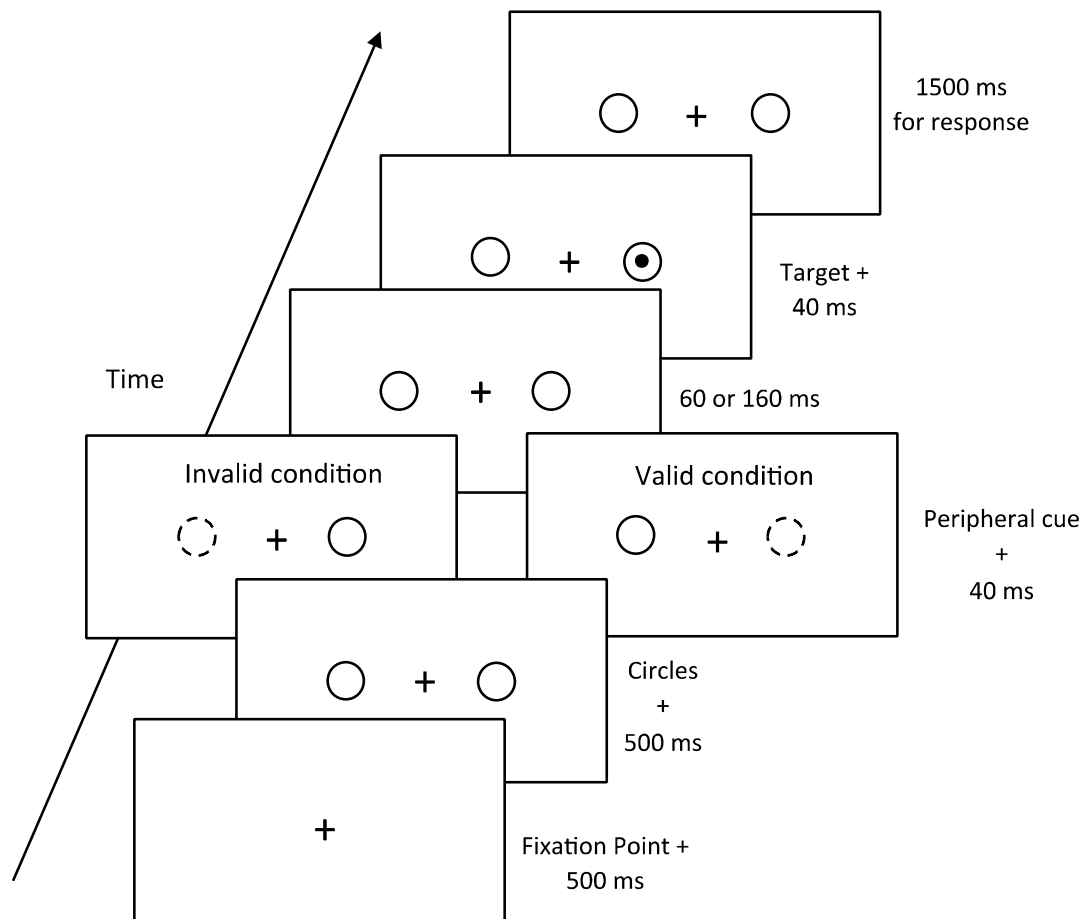 1500 ms
for response
Target +
40 ms
Time
60 or 160 ms
Invalid condition
Valid condition
Peripheral cue
+
40 ms
Circles
+
500 ms
Fixation Point +
500 ms